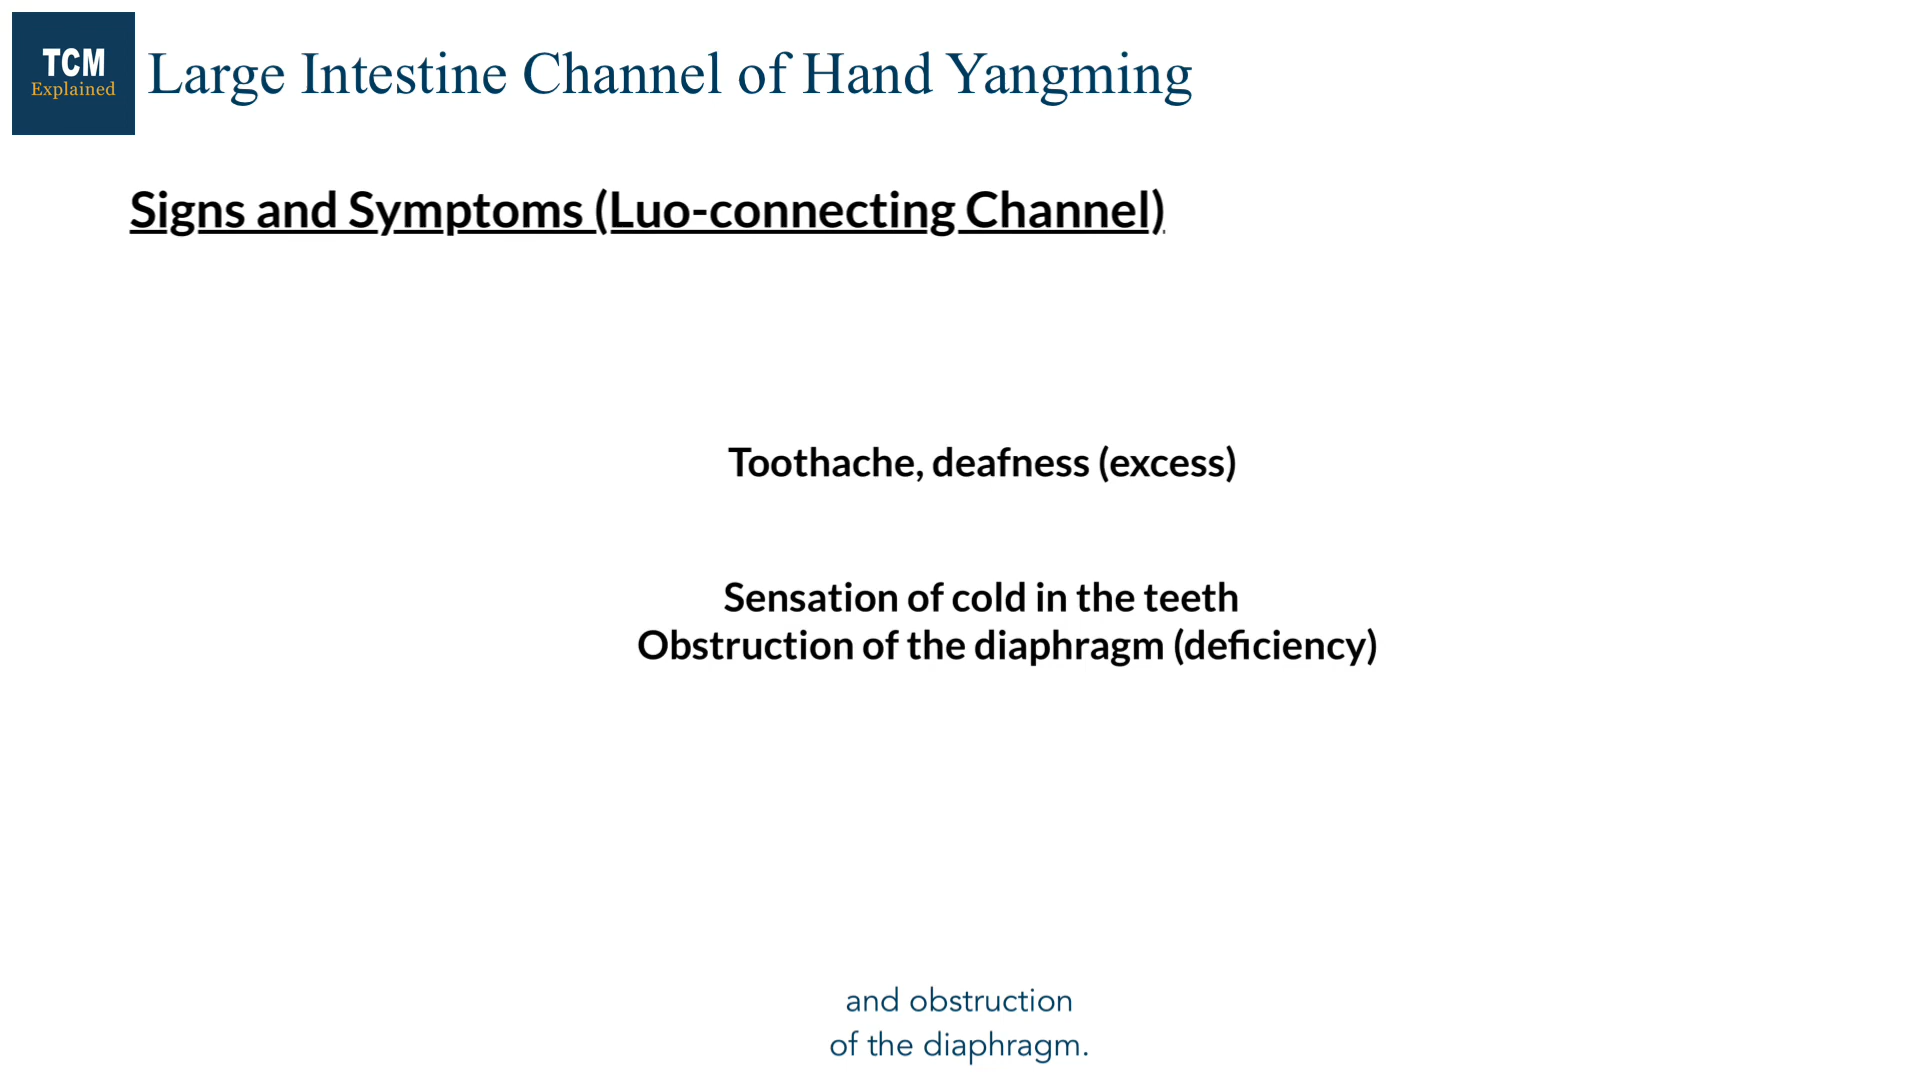 TCM
Explained
Large Intestine Channel of Hand Yangming
Signs and Symptoms (Luo-connecting Channel)
Toothache, deafness (excess)
Sensation of cold in the teeth
Obstruction of the diaphragm (deficiency)
and obstruction
of the diaphragm.